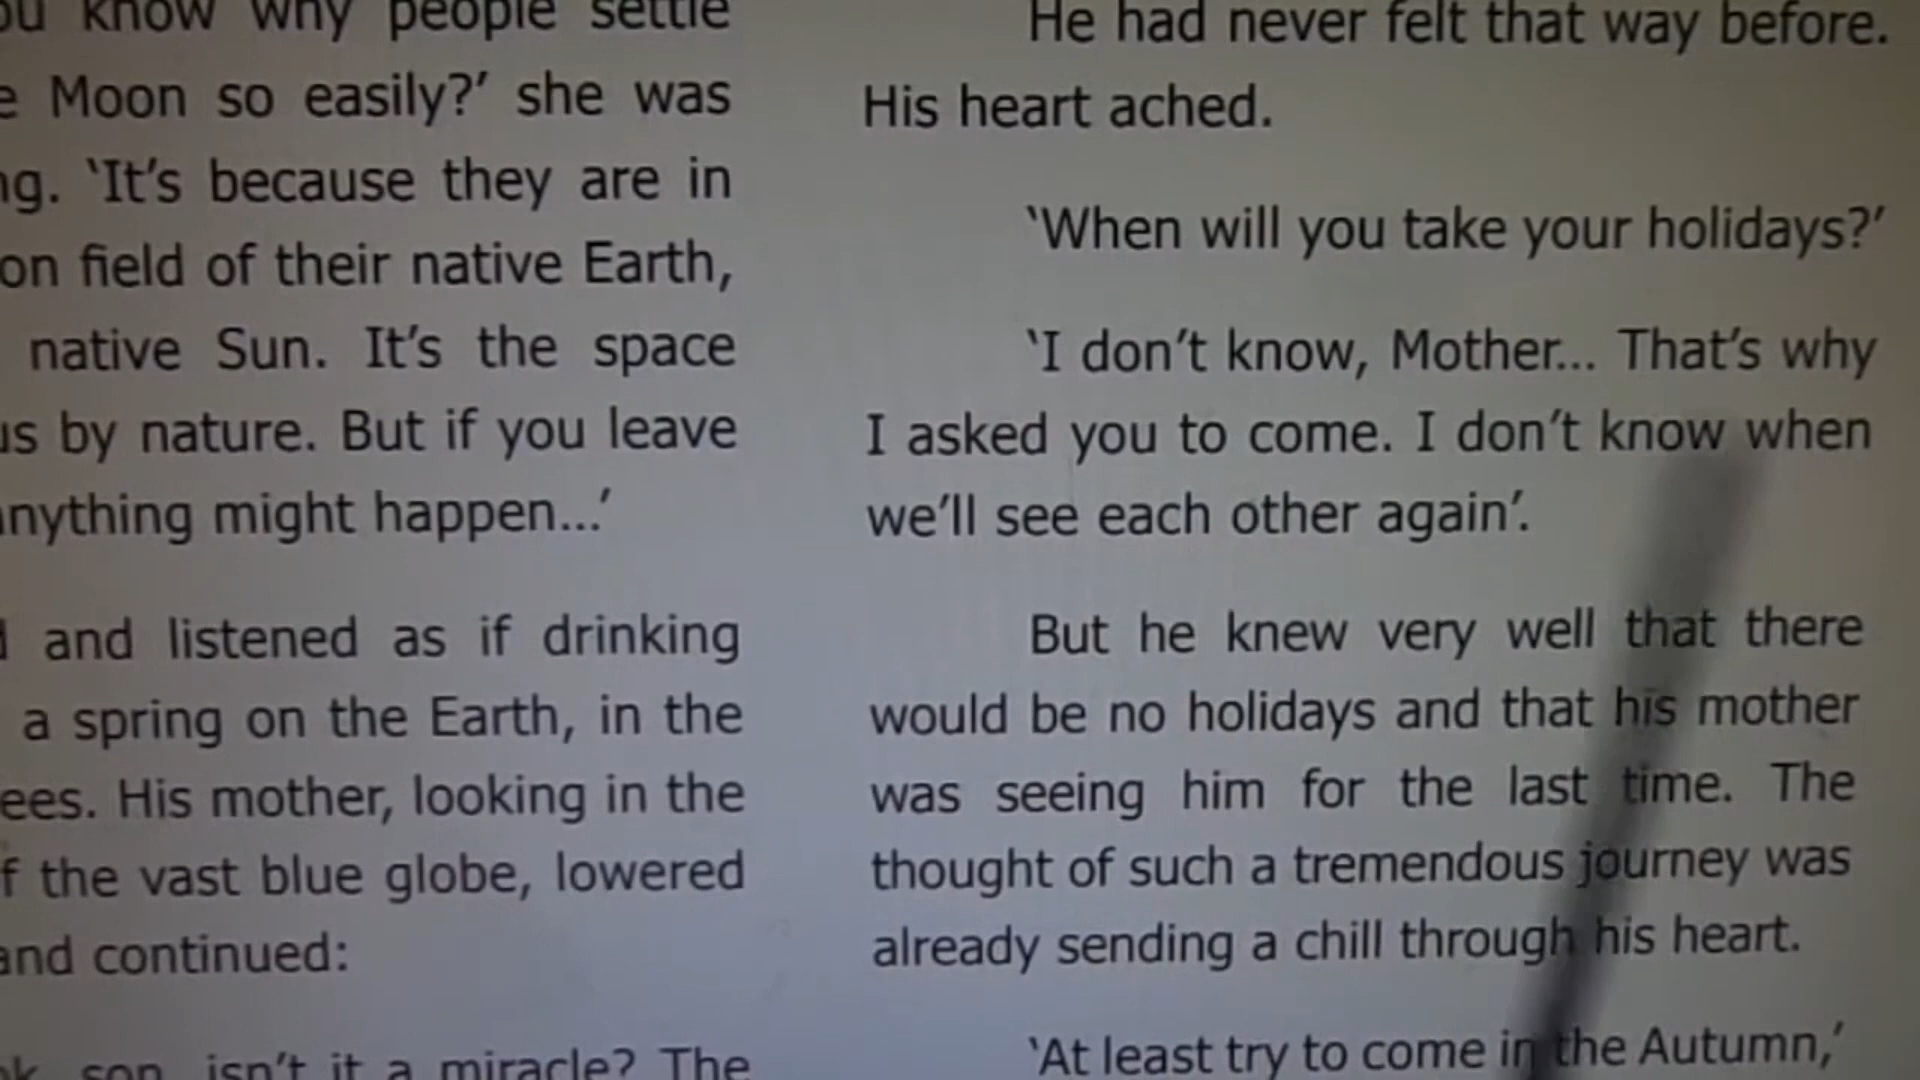 know why people settle
Moon so easily?’ she was
‘It’s because they are in
field of their native Earth,
native Sun. It’s the space
by nature. But if you leave
might happen...’
and listened as if drinking
a spring on the Earth, in the
His mother, looking in the
the vast blue globe, lowered
and continued:
son, isn’t it a miracle? The
He had never felt that way before.
His heart ached.
‘When will you take your holidays?’
‘I don’t know, Mother... That’s why
I asked you to come. I don’t know when
we’ll see each other again’.
But he knew very well that there
would be no holidays and that his mother
was seeing him for the last time. The
thought of such a tremendous journey was
already sending a chill through his heart.
‘At least try to come in the Autumn,’